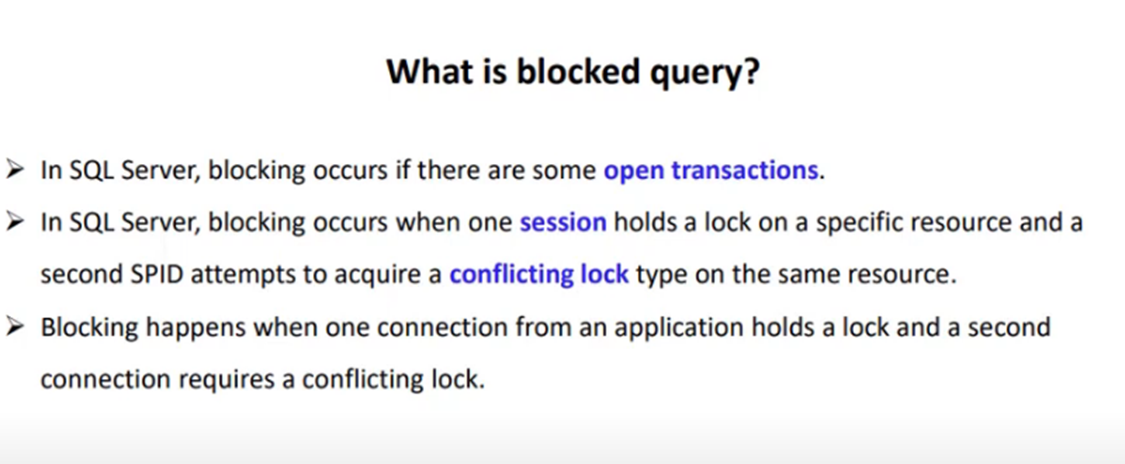 What is blocked query?
➢ In SQL Server, blocking occurs if there are some open transactions.
➢ In SQL Server, blocking occurs when one session holds a lock on a specific resource and a
second SPID attempts to acquire a conflicting lock type on the same resource.
➢ Blocking happens when one connection from an application holds a lock and a second
connection requires a conflicting lock.